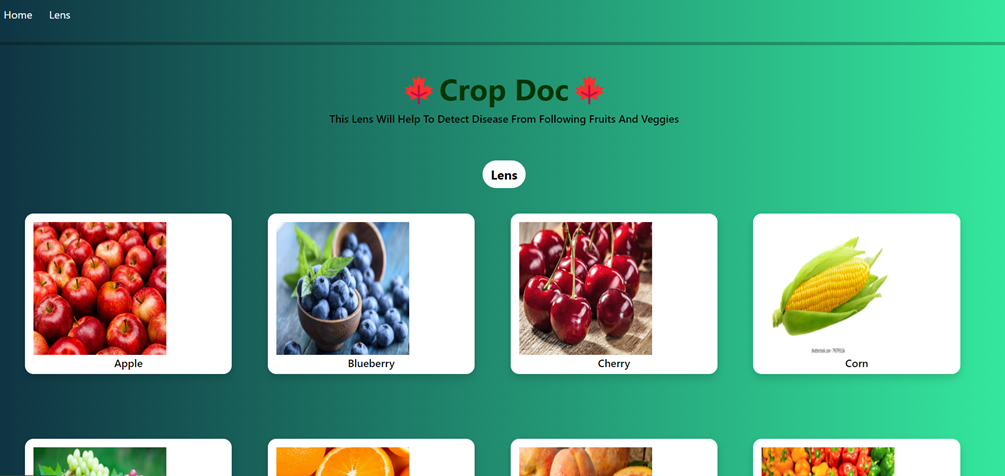 Home Lens
Crop Doc
This Lens Will Help To Detect Disease From Following Fruits And Veggies
Lens
Apple Blueberry Cherry Corn